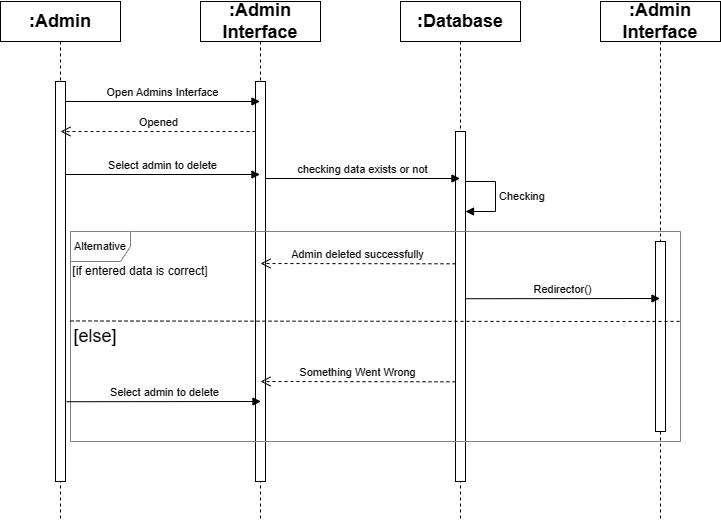 :Admin
:Admin
Interface
:Database
:Admin
Interface
Open Admins Interface
Opened
Select admin to delete
checking data exists or not
Checking
Alternative
Admin deleted successfully
[if entered data is correct]
Redirector()
[else]
Something Went Wrong
Select admin to delete